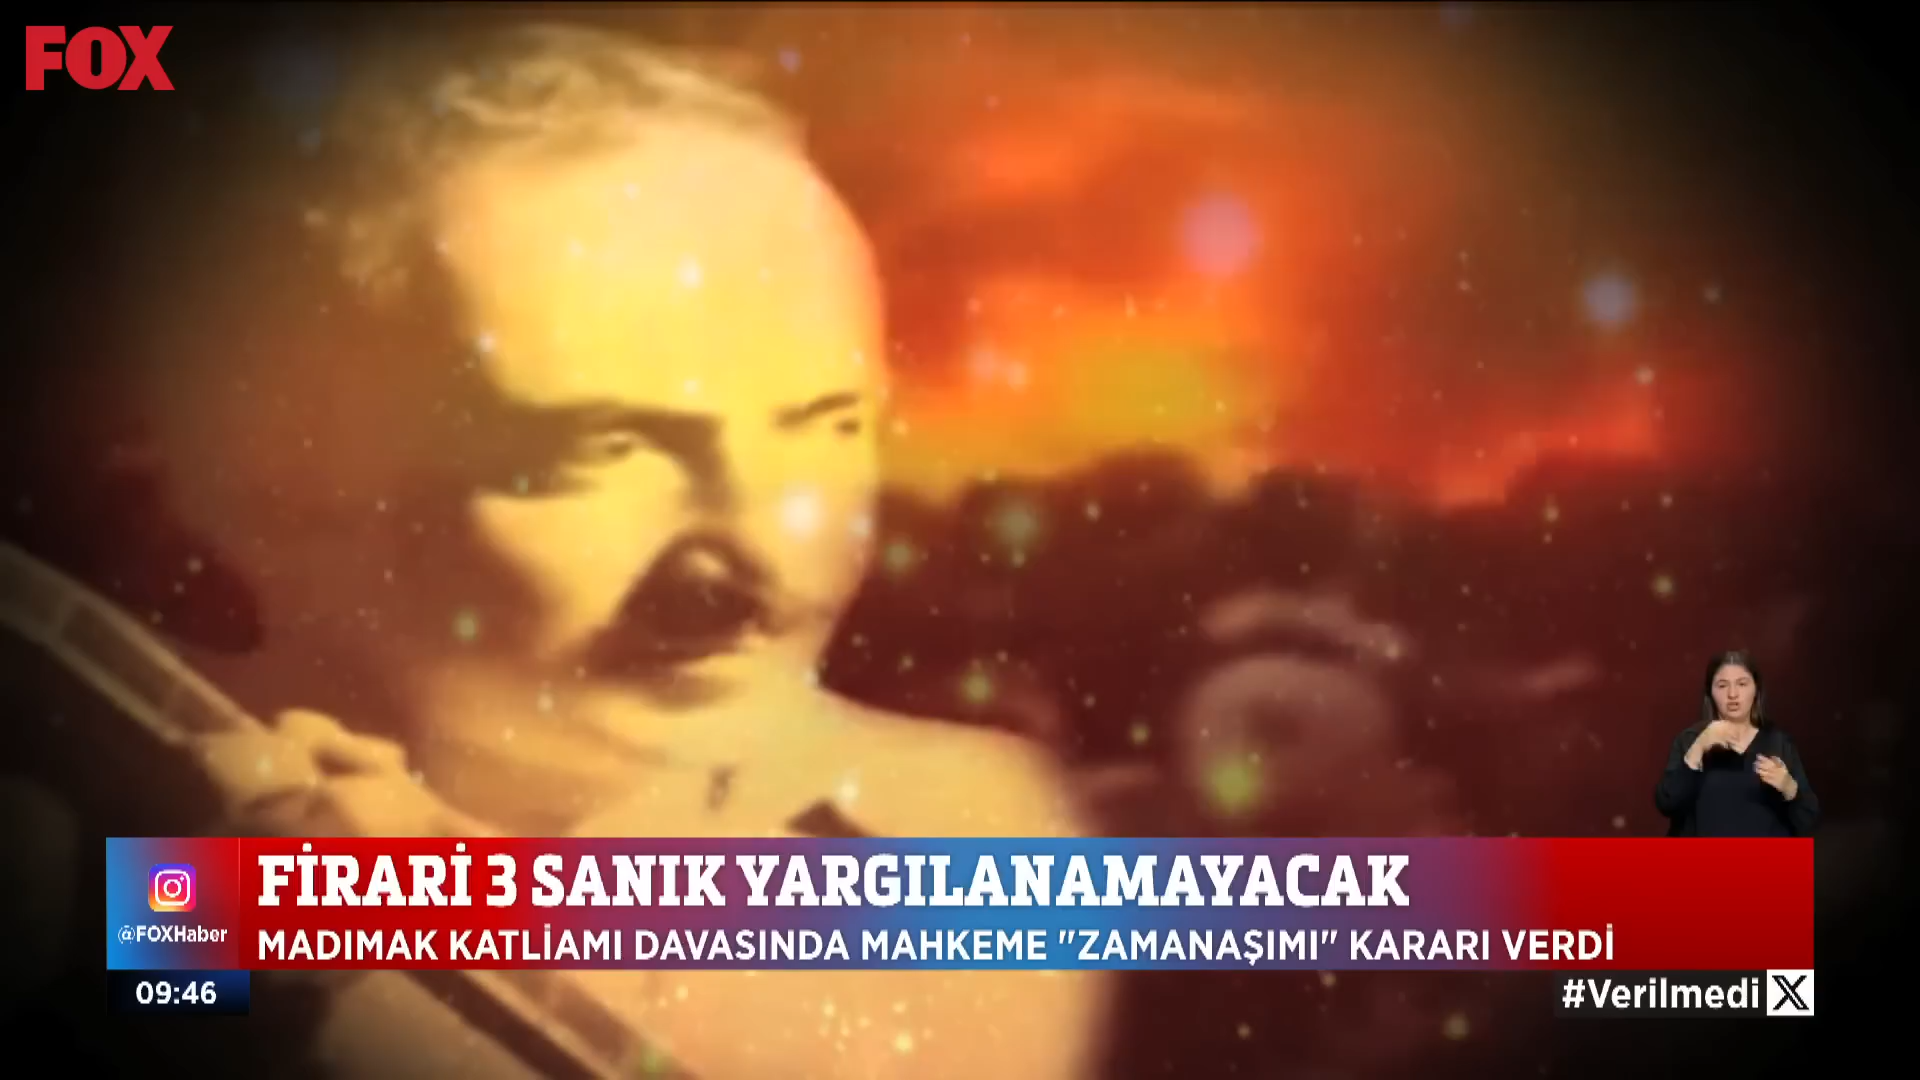 FOX
FİRARİ 3 SANIK YARGILANAMAYACAK
@FOXHaber
MADIMAK KATLİAMI DAVASINDA MAHKEME "ZAMANAŞIMI" KARARI VERDİ
09:46
#Verilmedi X